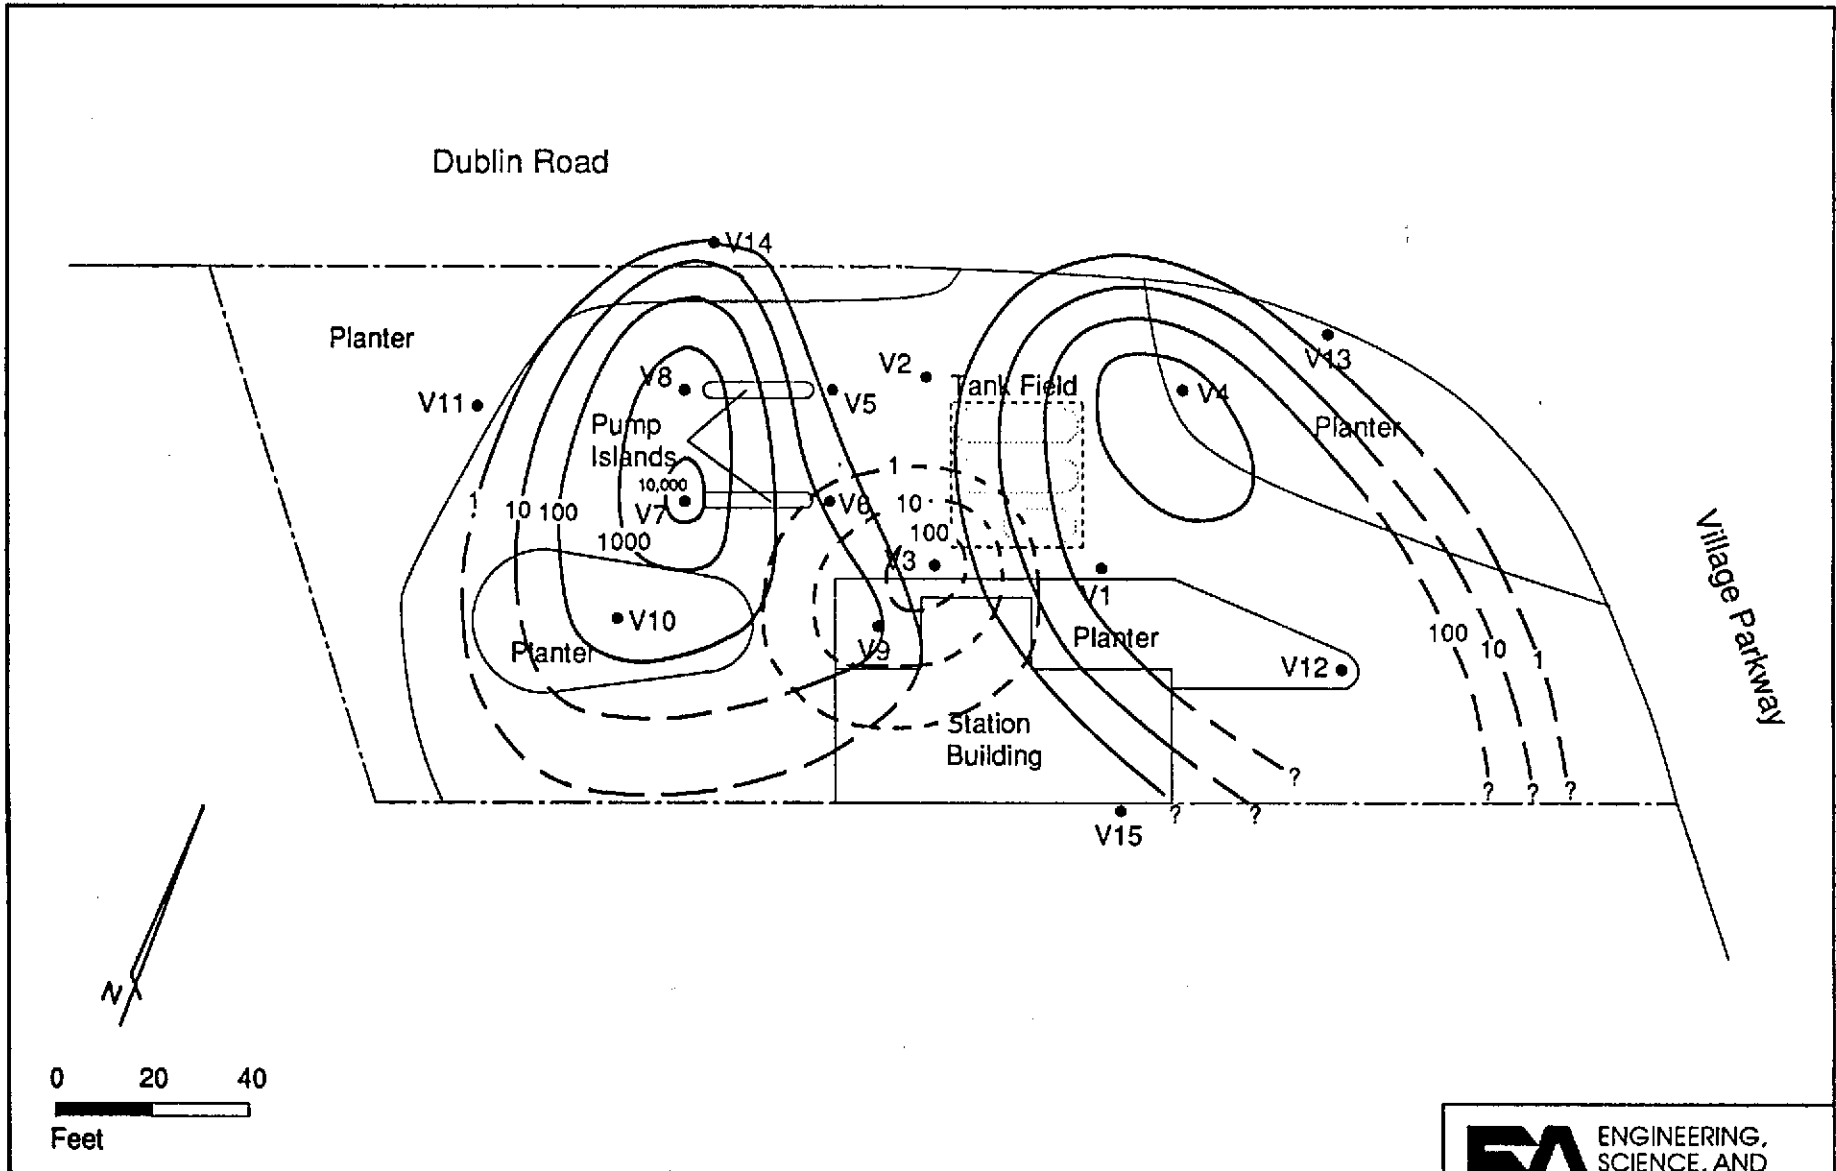 Dublin Road
V14
Planter
V13
V2
V8
Tank Field
V4
V11
V5
Pump
Islands
Planter
1
10,000
1
10
V7
V6
10
100
100
1000
V3
V1
Village Parkway
V10
100
10
1
Planter
V9
Planter
V12
Station
Building
?
?
?
?
?
?
V15
N
0
20
40
Feet
ENGINEERING,
SCIENCE, AND